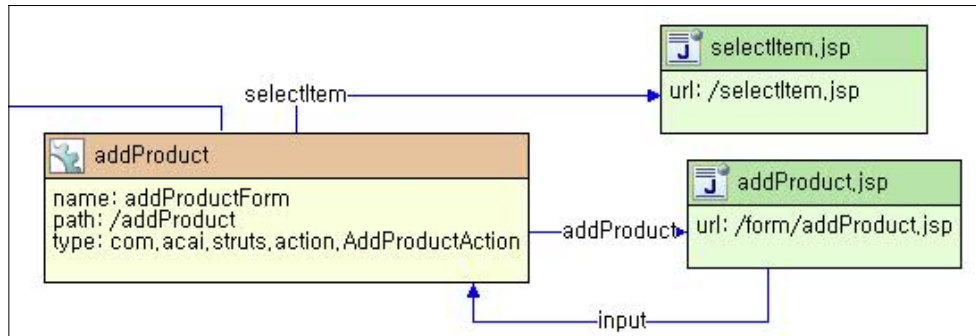 selectItem.jsp
url: /selectItem.jsp
selectItem
addProduct
name: addProductForm
path: /addProduct
type: com.acai.struts.action.AddProductAction
addProduct
addProduct.jsp
url: /form/addProduct.jsp
input